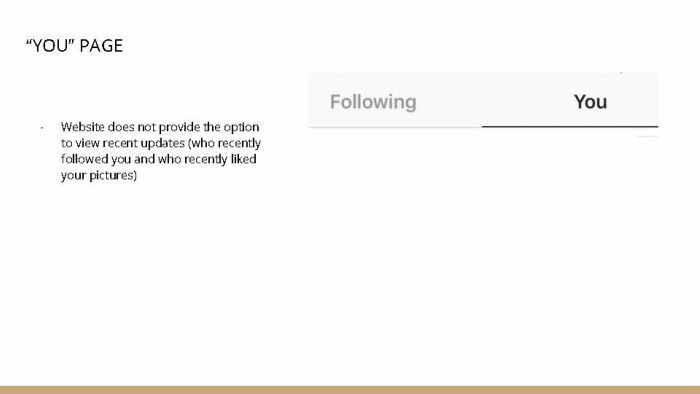 “YOU” PAGE
Following You
- Website does not provide the option
to view recent updates (who recently
followed you and who recently liked
your pictures)